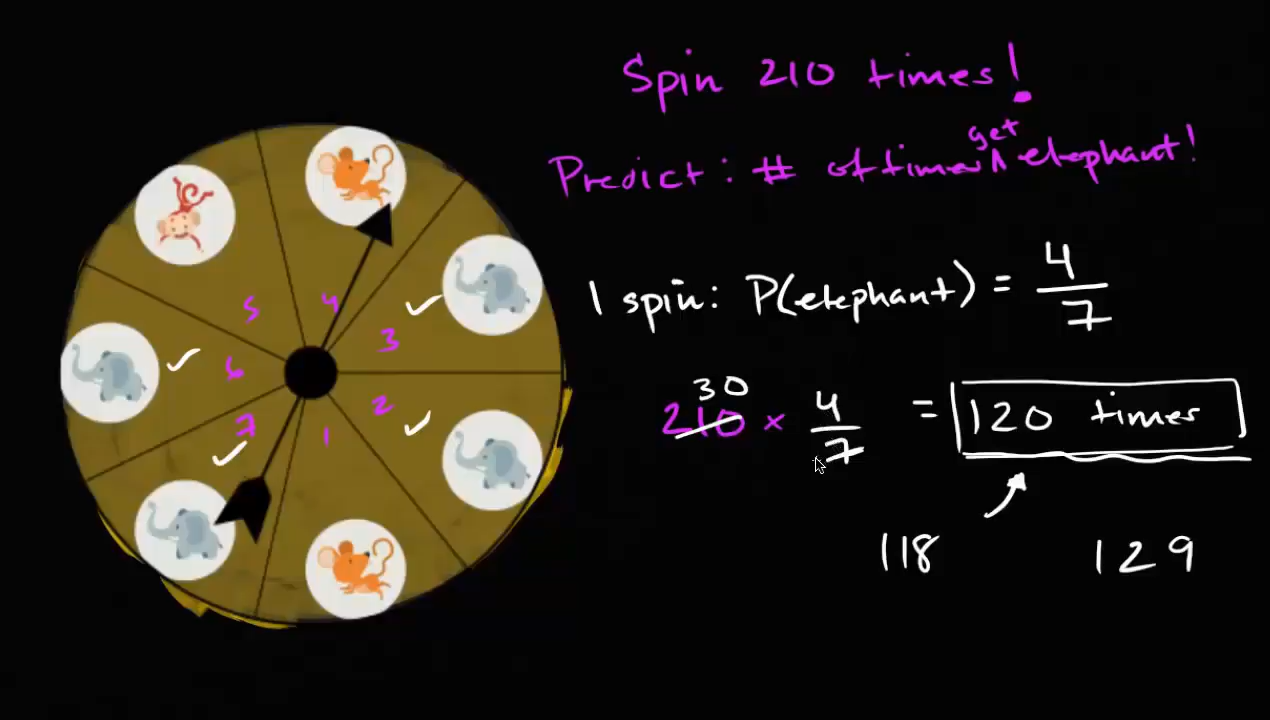 Spin 210 times!
Predict: # of times get elephant!
1 spin: P(elephant) = 4/7
30
210 × 4/7 = 120 times
118 129
5 4
3
6
7 1 2